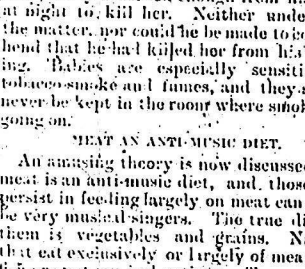 at night to kill her. Neither unde
the matter, nor could he be made to
hend that he had killed her from his
ing. Babies are especially sensiti
tobacco-smoke and fumes, and they s
never be kept in the room where smok
going on.
MEAT AN ANTI-MUSIC DIET.
An amusing theory is now discusse
meat is an anti-music diet, and those
persist in feeding largely on meat can
be very musical singers. The true di
them is vegetables and grains. N
that eat exclusively or largely of meat